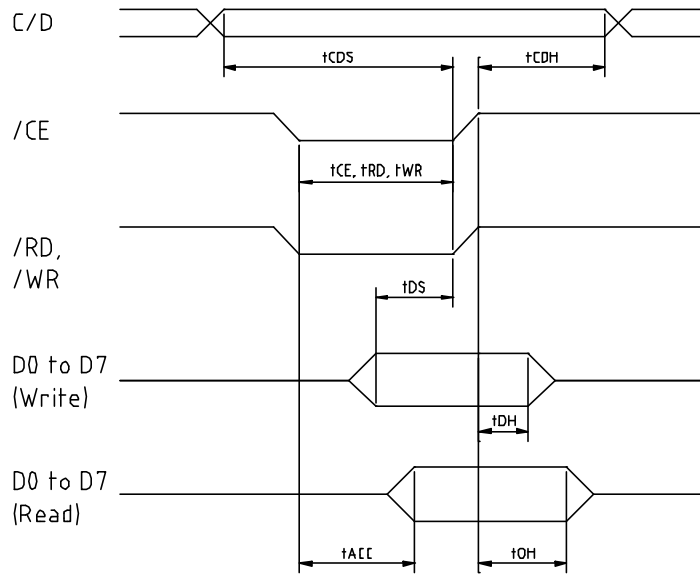 C/D
tCDS
tCDH
/CE
tCE, tRD, tWR
/RD,
/WR
tDS
D0 to D7
(Write)
tDH
D0 to D7
(Read)
tACC
tOH